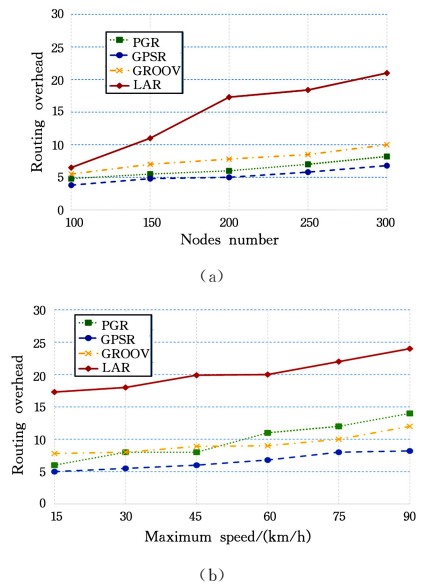 30
25
20
15
10
5
0
Routing overhead
PGR
GPSR
GROOV
LAR
100 150 200 250 300
Nodes number
(a)
30
25
20
15
10
5
0
Routing overhead
PGR
GPSR
GROOV
LAR
15 30 45 60 75 90
Maximum speed/(km/h)
(b)